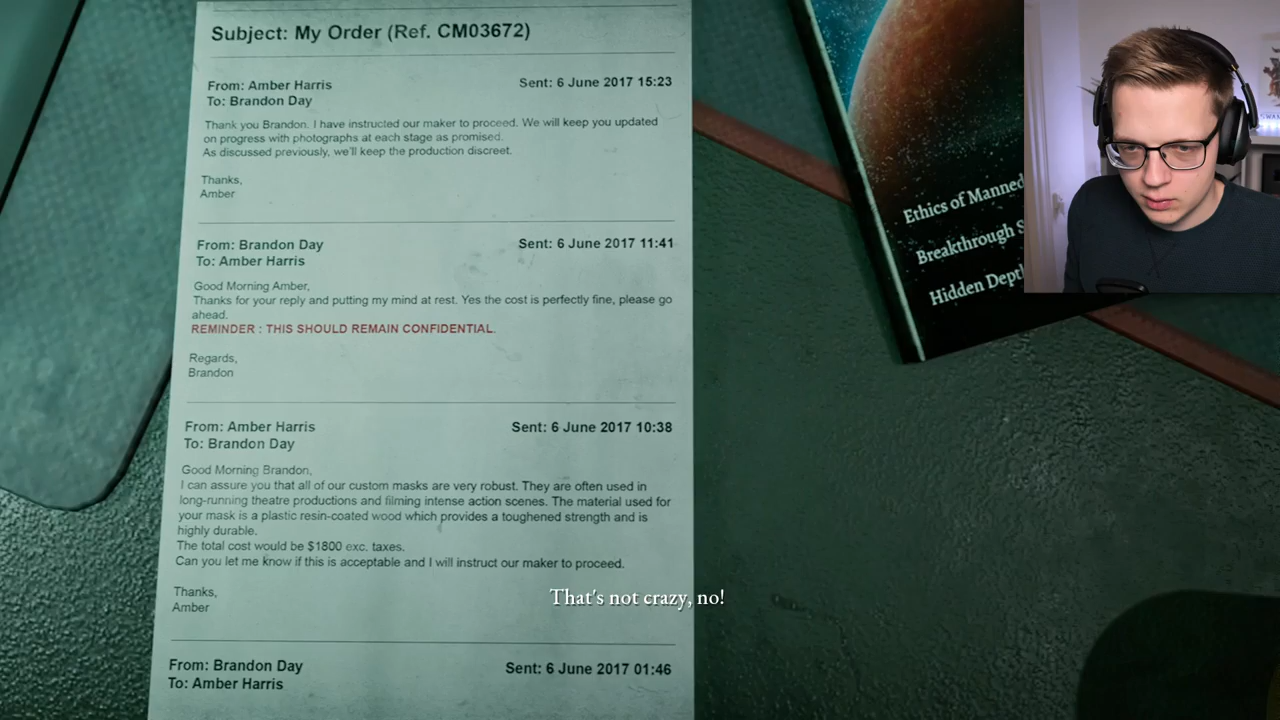 Subject: My Order (Ref. CM03672)
From: Amber Harris
Sent: 6 June 2017 15:23
To: Brandon Day
Thank you Brandon. I have instructed our maker to proceed. We will keep you updated
on progress with photographs at each stage as promised.
As discussed previously, we'll keep the production discreet.
Thanks,
Amber
From: Brandon Day
Sent: 6 June 2017 11:41
To: Amber Harris
Good Morning Amber,
Thanks for your reply and putting my mind at rest. Yes the cost is perfectly fine, please go
ahead.
REMINDER : THIS SHOULD REMAIN CONFIDENTIAL.
Regards,
Brandon
From: Amber Harris
Sent: 6 June 2017 10:38
To: Brandon Day
Good Morning Brandon,
I can assure you that all of our custom masks are very robust. They are often used in
long-running theatre productions and filming intense action scenes. The material used for
your mask is a plastic resin-coated wood which provides a toughened strength and is
highly durable.
The total cost would be $1800 exc. taxes.
Can you let me know if this is acceptable and I will instruct our maker to proceed.
Thanks,
Amber
From: Brandon Day
Sent: 6 June 2017 01:46
To: Amber Harris
Ethics of Manned
Breakthrough
Hidden
That's not crazy, no!